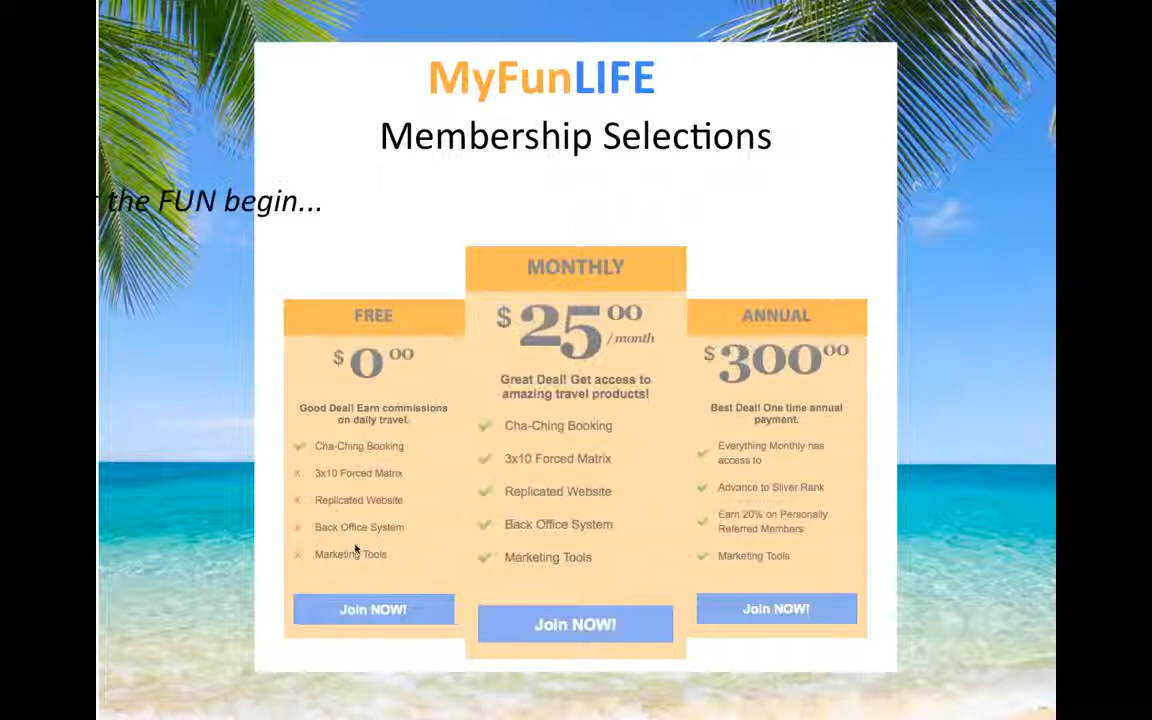 MyFunLIFE
Membership Selections
the FUN begin...
FREE
$0 00
Good Deal! Earn commissions
on daily travel.
Cha-Ching Booking
3x10 Forced Matrix
Replicated Website
Back Office System
Marketing Tools
Join NOW!
MONTHLY
$25 00
/month
Great Deal! Get access to
amazing travel products!
Cha-Ching Booking
3x10 Forced Matrix
Replicated Website
Back Office System
Marketing Tools
Join NOW!
ANNUAL
$300 00
Best Deal! One time annual
payment.
Everything Monthly has
access to
Advance to Silver Rank
Earn 20% on Personally
Referred Members
Marketing Tools
Join NOW!